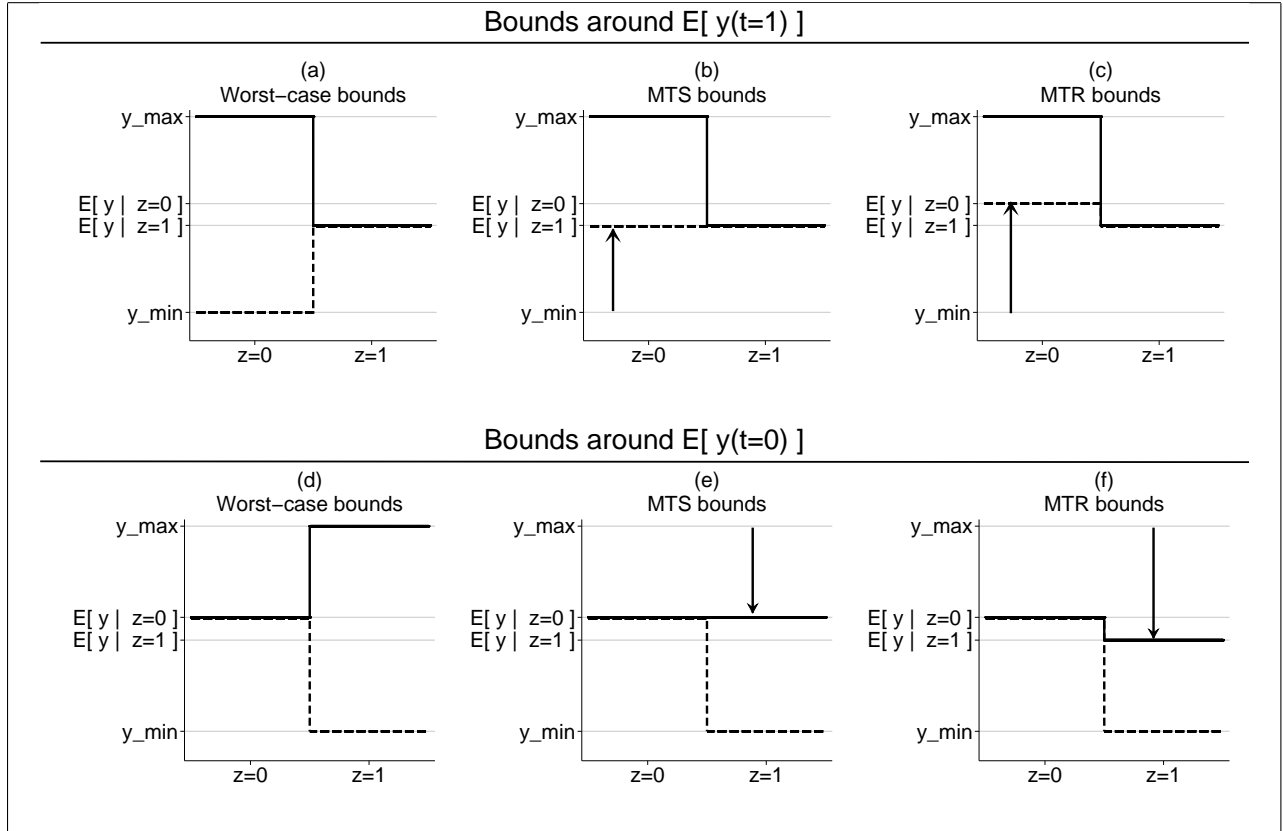 Bounds around E[ y(t=1) ]
(a)
Worst−case bounds
y_max
E[ y | z=0 ]
E[ y | z=1 ]
y_min
z=0 z=1
(b)
MTS bounds
y_max
E[ y | z=0 ]
E[ y | z=1 ]
y_min
z=0 z=1
(c)
MTR bounds
y_max
E[ y | z=0 ]
E[ y | z=1 ]
y_min
z=0 z=1
Bounds around E[ y(t=0) ]
(d)
Worst−case bounds
y_max
E[ y | z=0 ]
E[ y | z=1 ]
y_min
z=0 z=1
(e)
MTS bounds
y_max
E[ y | z=0 ]
E[ y | z=1 ]
y_min
z=0 z=1
(f)
MTR bounds
y_max
E[ y | z=0 ]
E[ y | z=1 ]
y_min
z=0 z=1